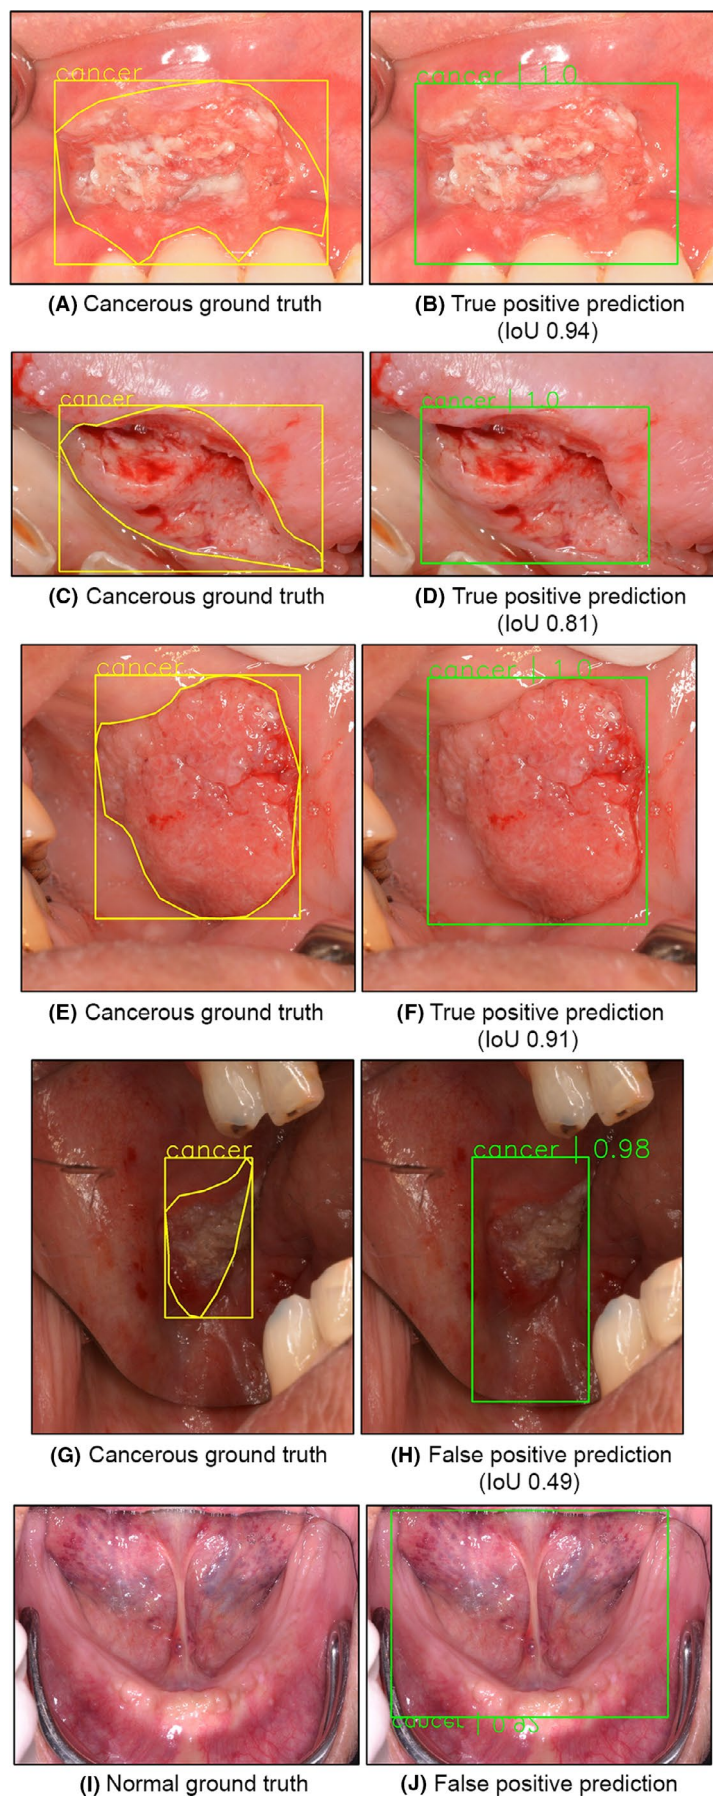 cancer
cancer | 1.0
(A) Cancerous ground truth
(B) True positive prediction
(IoU 0.94)
cancer
cancer | 1.0
(C) Cancerous ground truth
(D) True positive prediction
(IoU 0.81)
cancer
cancer | 1.0
(E) Cancerous ground truth
(F) True positive prediction
(IoU 0.91)
cancer
cancer | 0.98
(G) Cancerous ground truth
(H) False positive prediction
(IoU 0.49)
cancer | 0.92
(I) Normal ground truth
(J) False positive prediction